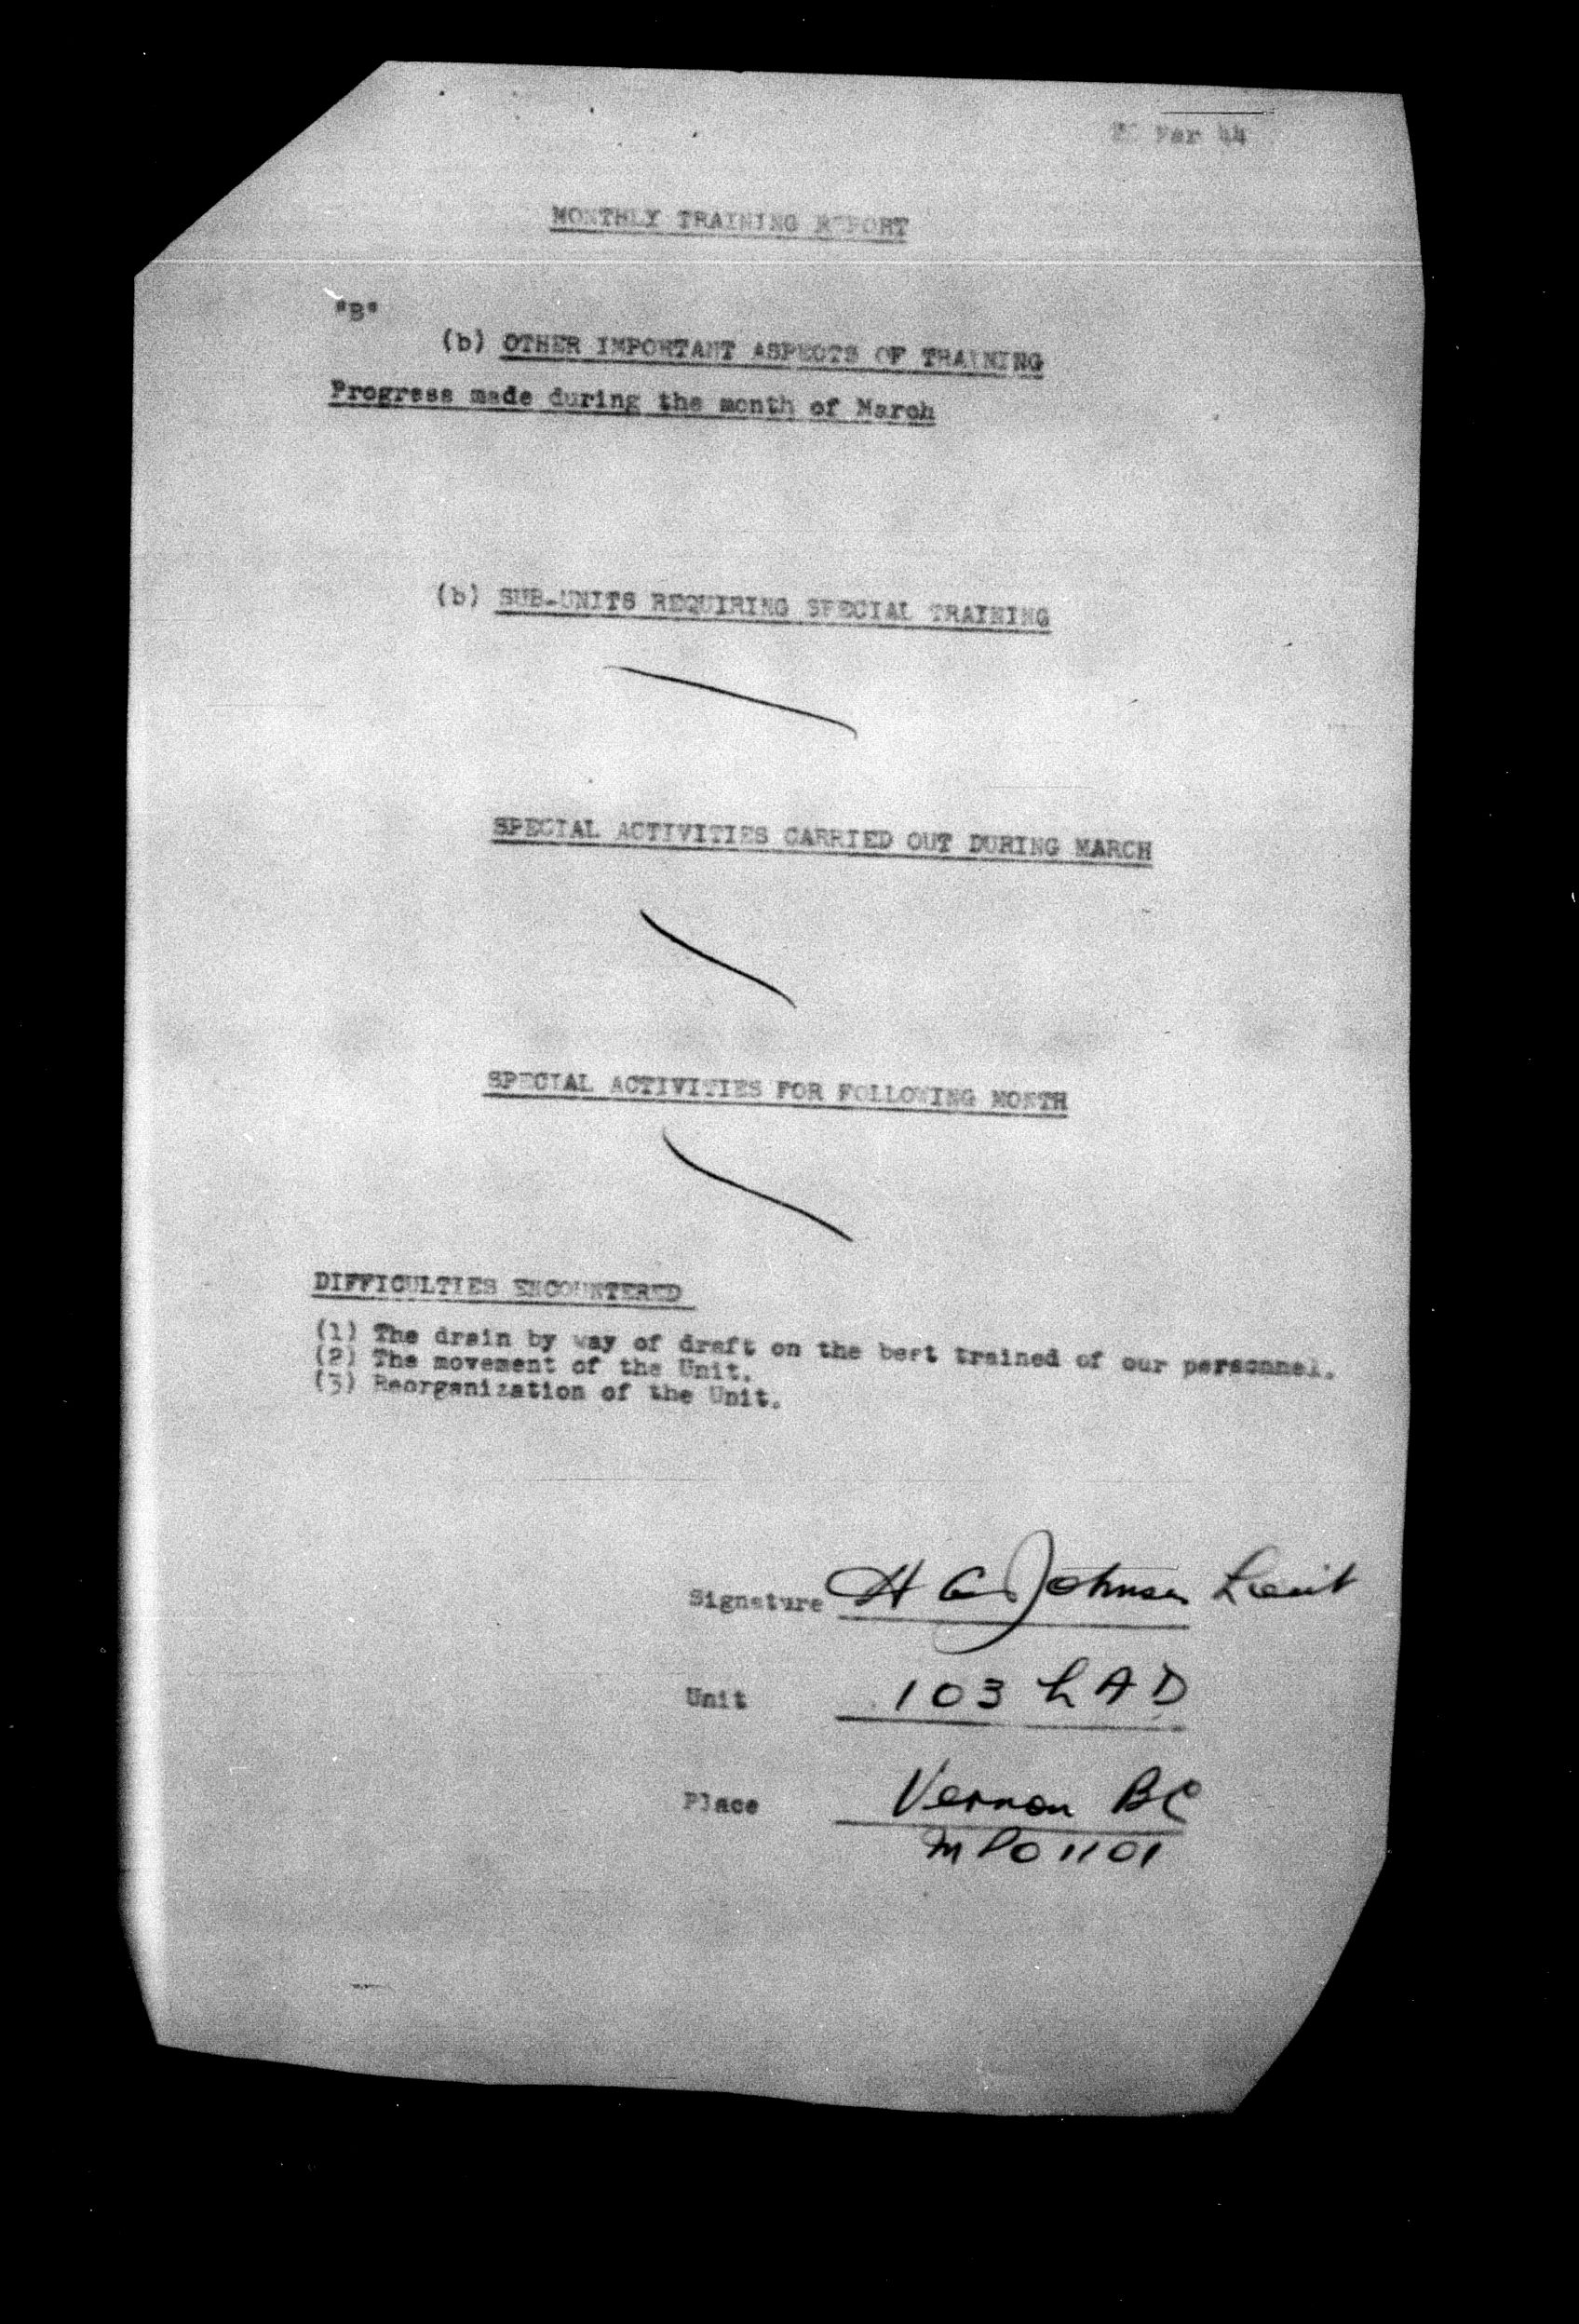 Mar 44
MONTHLY TRAINING REPORT
"B"
(b) OTHER IMPORTANT ASPECTS OF TRAINING
Progress made during the month of March
(b) SUB-UNITS REQUIRING SPECIAL TRAINING
SPECIAL ACTIVITIES CARRIED OUT DURING MARCH
SPECIAL ACTIVITIES FOR FOLLOWING MONTH
DIFFICULTIES ENCOUNTERED
(1) The drain by way of draft on the best trained of our personnel.
(2) The movement of the Unit.
(3) Reorganization of the Unit.
Signature H G Johnson Lieut
Unit 103 LAD
Place Vernon BC
MPO 1101